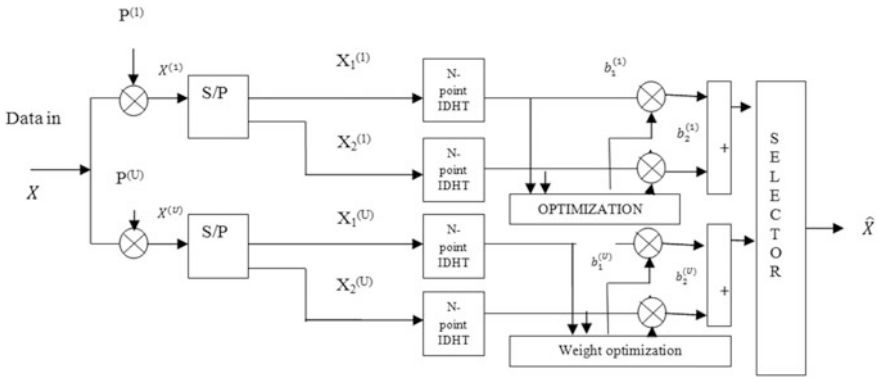 P(1)
X(1)
S/P
X1(1)
N-
point
IDHT
b1(1)
Data in
X
X2(1)
N-
point
IDHT
b2(1)
+
P(U)
OPTIMIZATION
X(U)
S/P
X1(U)
N-
point
IDHT
b1(U)
b2(U)
+
X2(U)
N-
point
IDHT
Weight optimization
SELECTOR
X̂